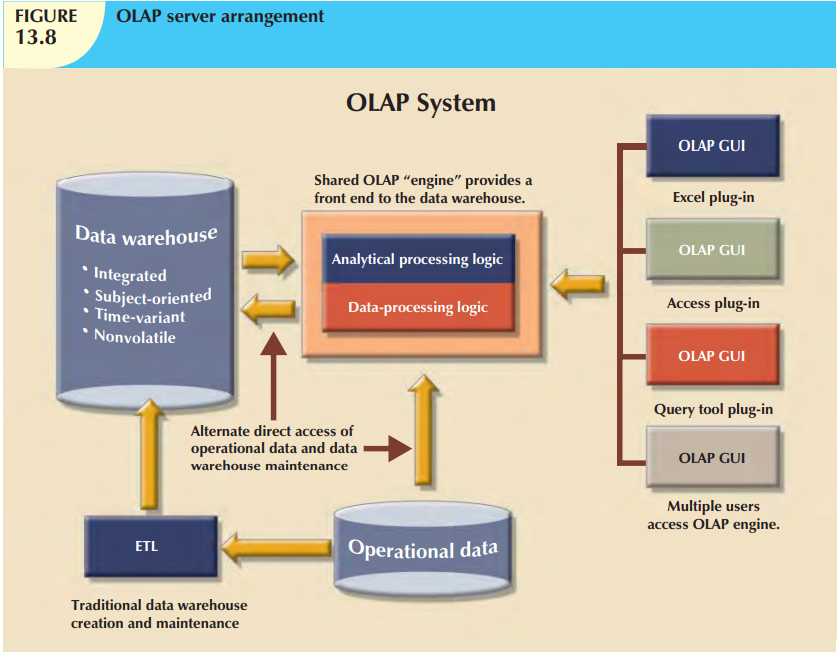 FIGURE
13.8
OLAP server arrangement
OLAP System
Data warehouse
• Integrated
• Subject-oriented
• Time-variant
• Nonvolatile
Shared OLAP “engine” provides a
front end to the data warehouse.
Analytical processing logic
Data-processing logic
OLAP GUI
Excel plug-in
OLAP GUI
Access plug-in
OLAP GUI
Query tool plug-in
OLAP GUI
Multiple users
access OLAP engine.
Alternate direct access of
operational data and data
warehouse maintenance
ETL
Operational data
Traditional data warehouse
creation and maintenance